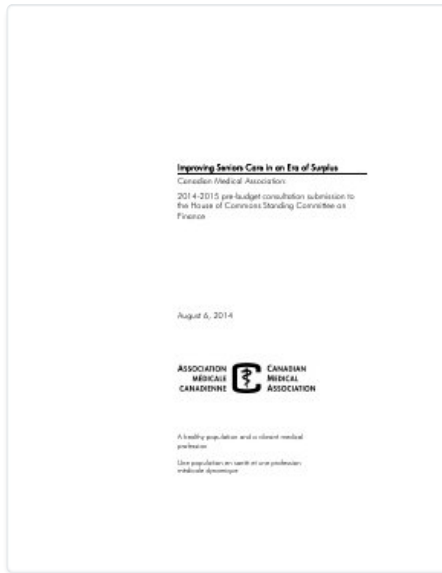 Improving Seniors Care in an Era of Surplus
Canadian Medical Association:
2014-2015 pre-budget consultation submission to
the House of Commons Standing Committee on
Finance
August 6, 2014
ASSOCIATION
MÉDICALE
CANADIENNE
CANADIAN
MEDICAL
ASSOCIATION
A healthy population and a vibrant medical
profession
Une population en santé et une profession
médicale dynamique